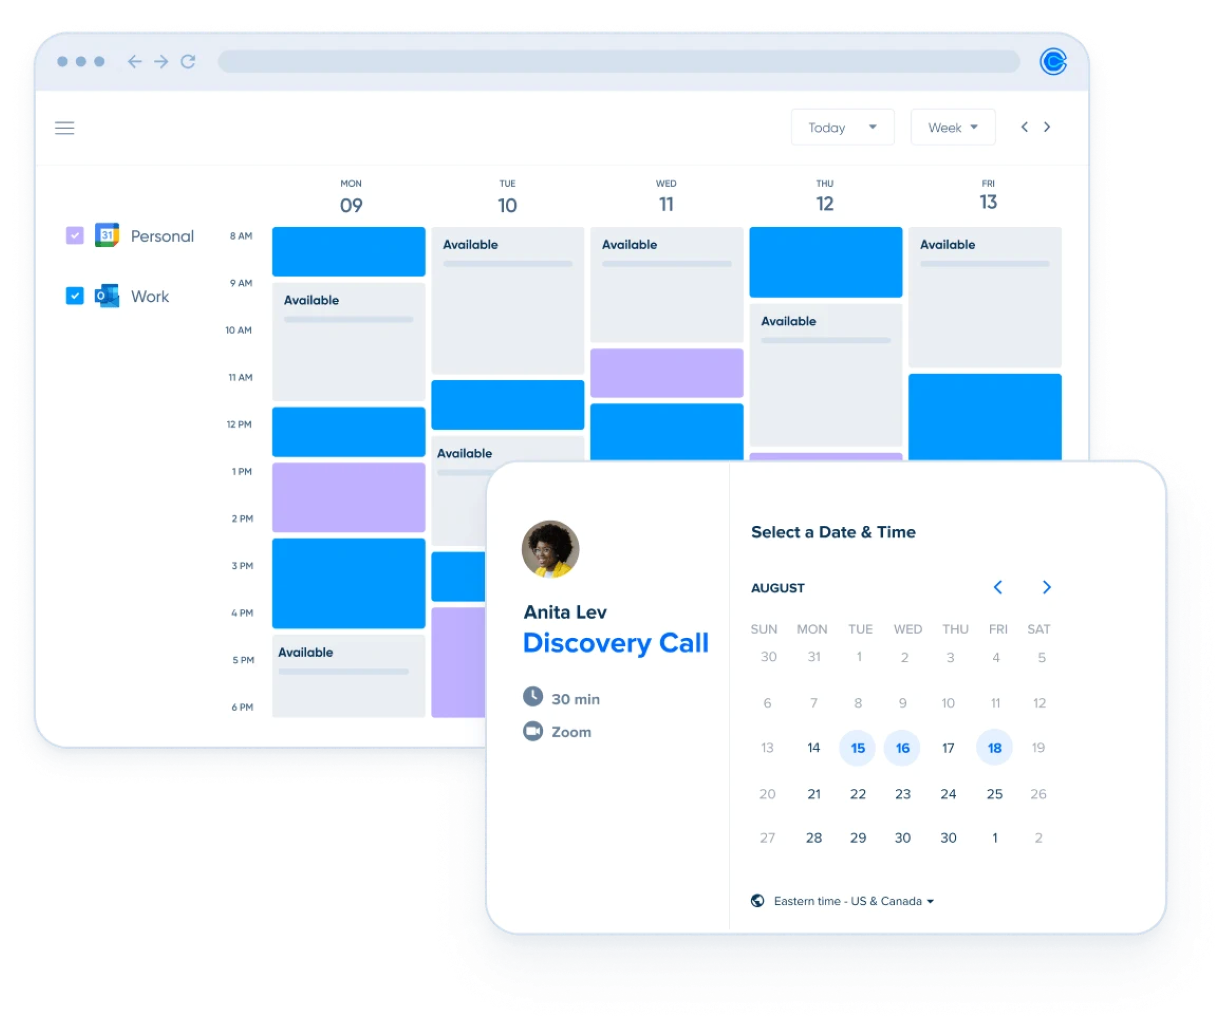 Today
Week
MON
TUE
WED
THU
FRI
09
10
11
12
13
31
Personal
Work
8 AM
9 AM
10 AM
11 AM
12 PM
1 PM
2 PM
3 PM
4 PM
5 PM
6 PM
Available
Available
Available
Available
Available
Available
Available
Anita Lev
Discovery Call
30 min
Zoom
Select a Date & Time
AUGUST
SUN MON TUE WED THU FRI SAT
30 31 1 2 3 4 5
6 7 8 9 10 11 12
13 14 15 16 17 18 19
20 21 22 23 24 25 26
27 28 29 30 30 1 2
Eastern time - US & Canada